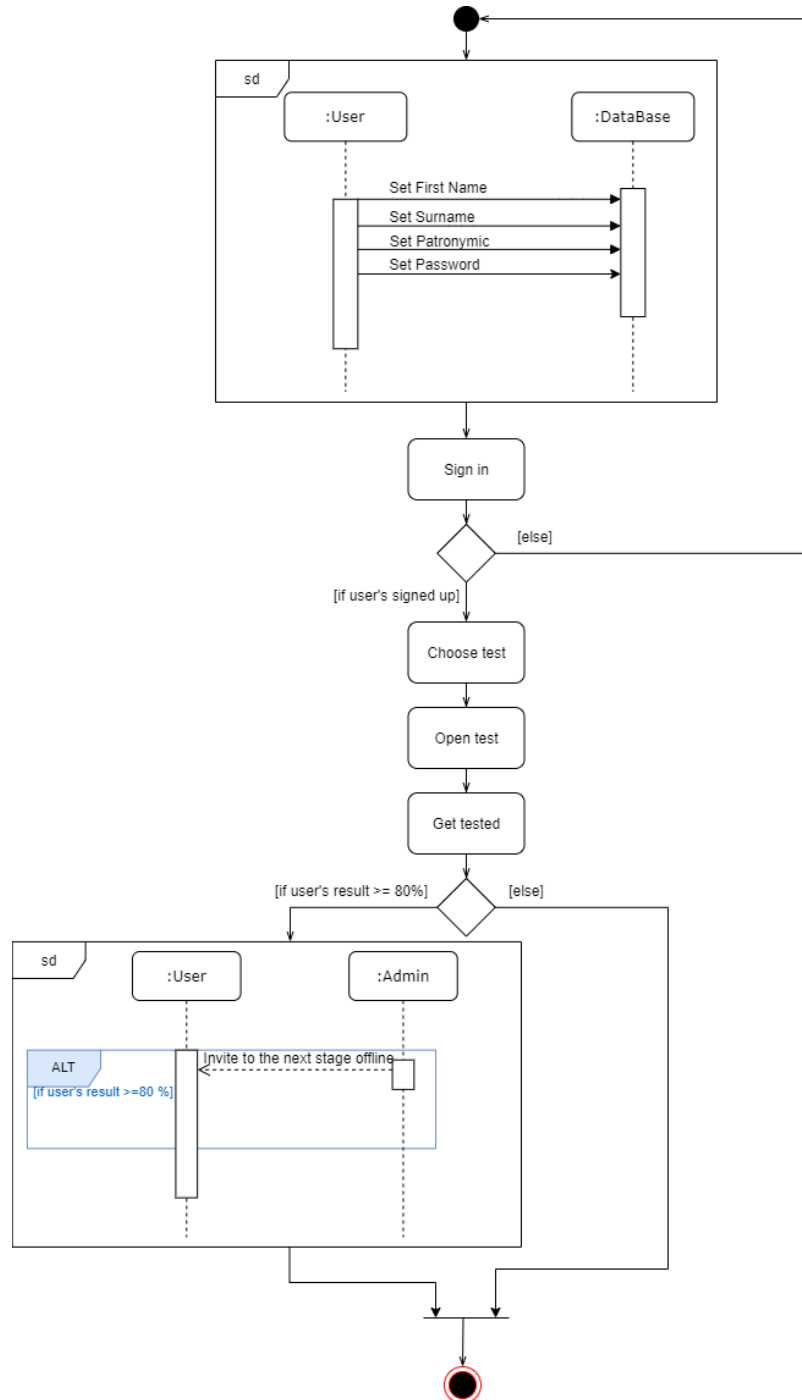 sd
:User
:DataBase
Set First Name
Set Surname
Set Patronymic
Set Password
Sign in
[else]
[if user's signed up]
Choose test
Open test
Get tested
[if user's result >= 80%]
[else]
sd
:User
:Admin
Invite to the next stage offline
ALT
[if user's result >=80 %]